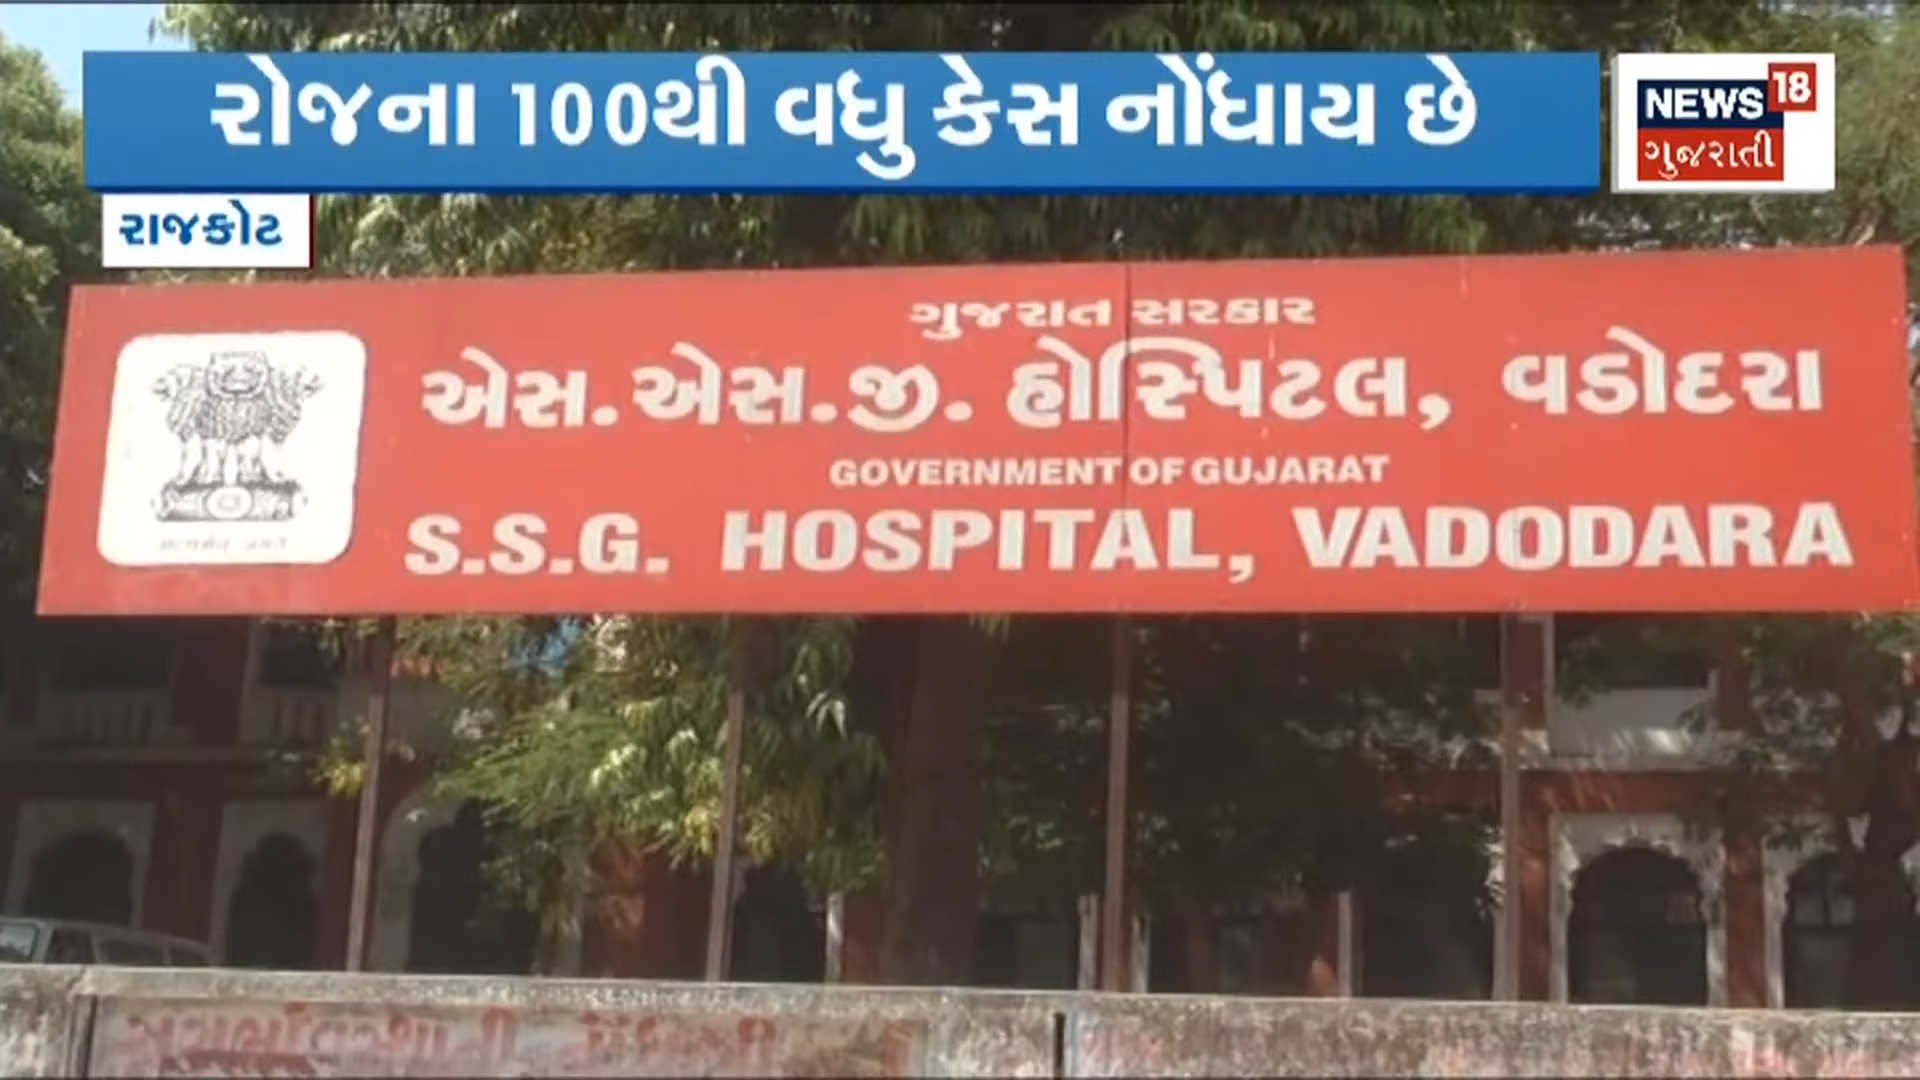 રોજના 100થી વધુ કેસ નોંધાય છે
NEWS18
ગુજરાતી
રાજકોટ
ગુજરાત સરકાર
એસ.એસ.જી. હોસ્પિટલ, વડોદરા
GOVERNMENT OF GUJARAT
S.S.G. HOSPITAL, VADODARA